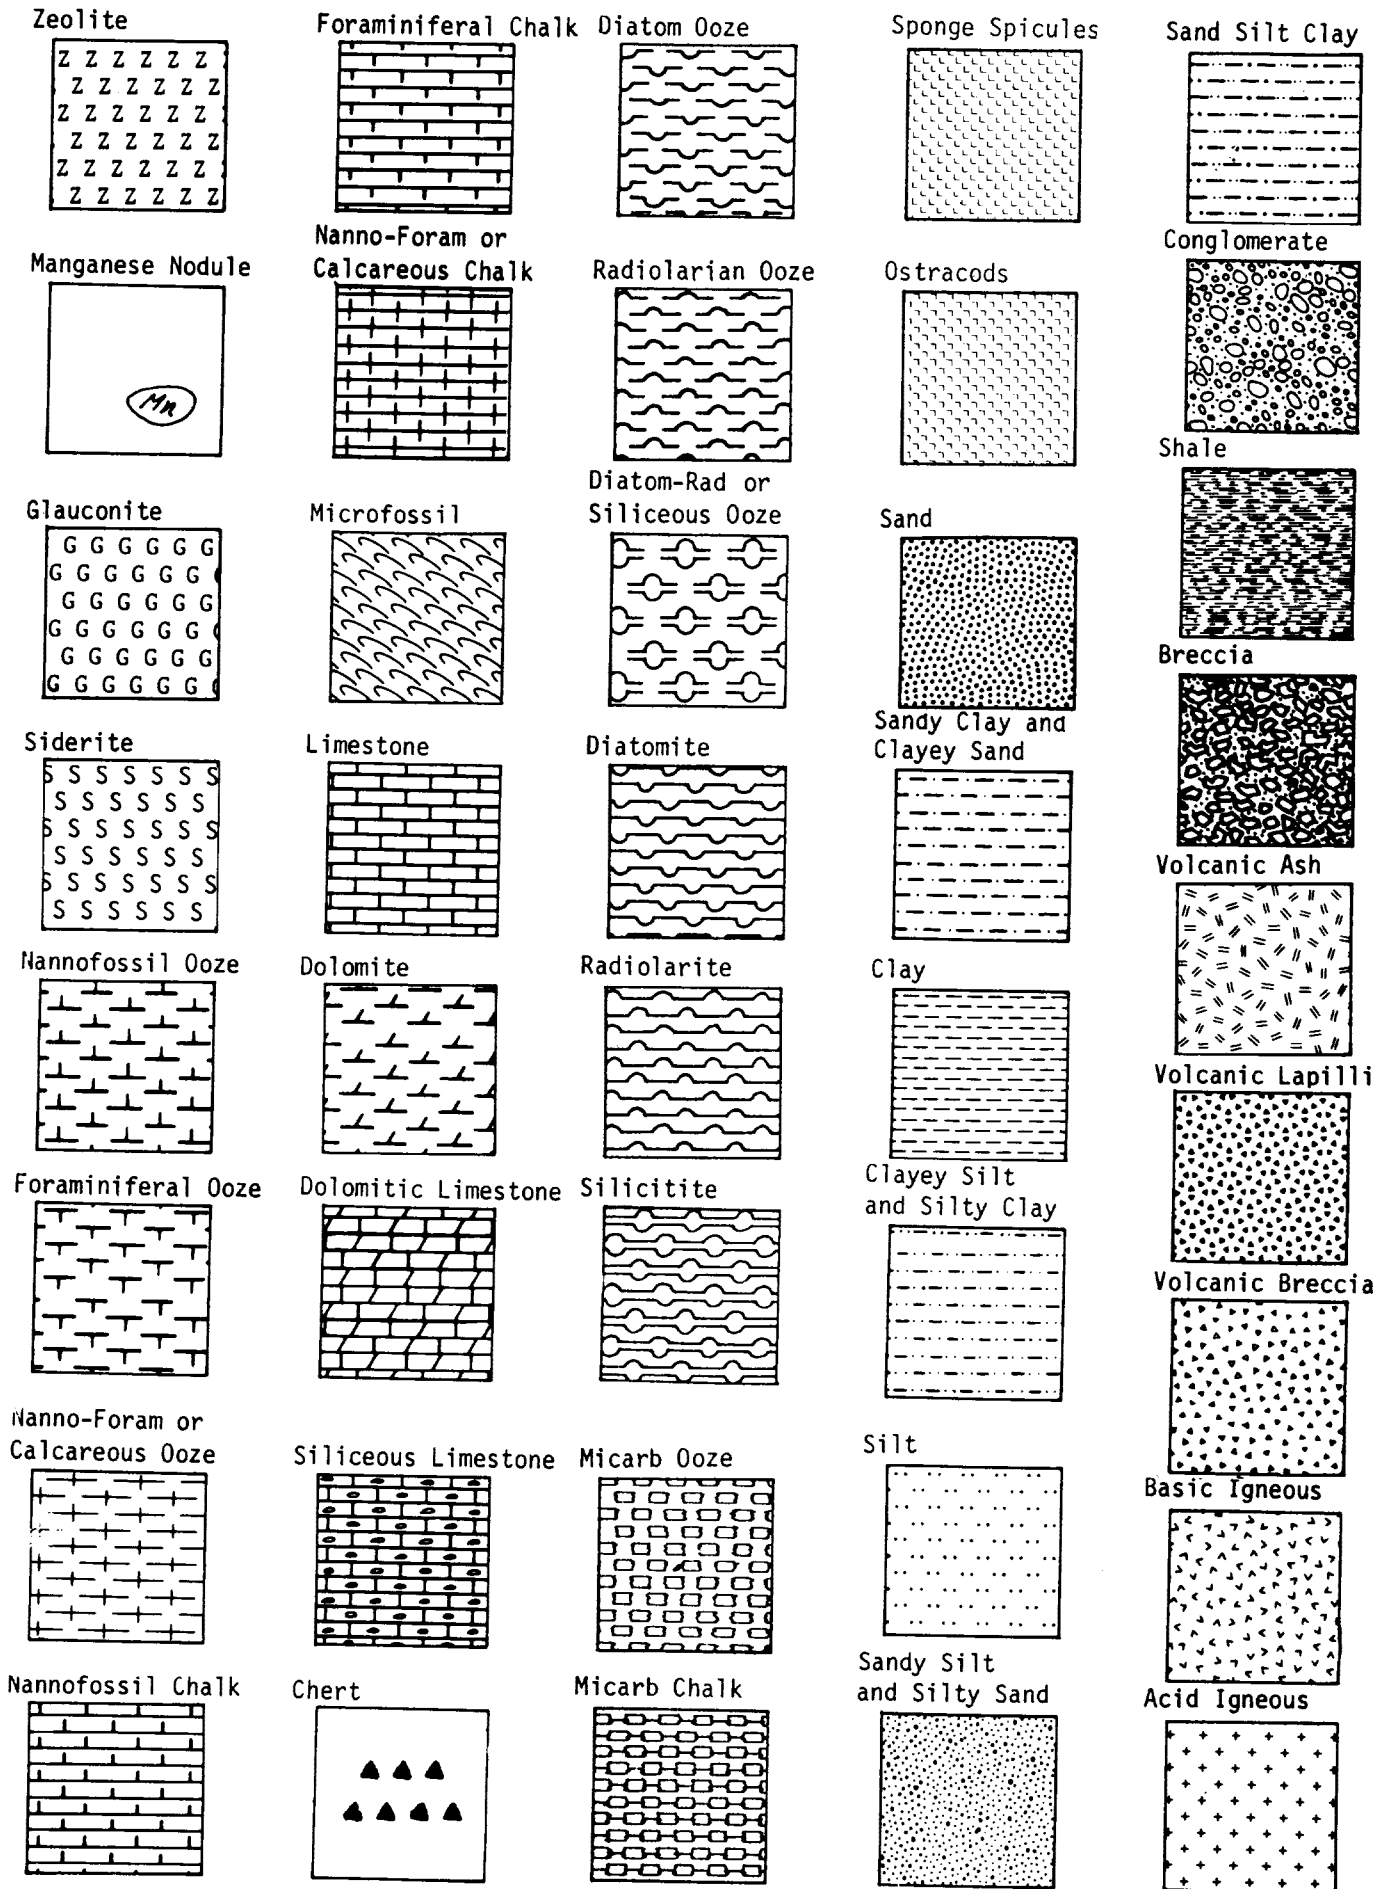 Zeolite
Z Z Z Z Z Z
Z Z Z Z Z Z
Z Z Z Z Z Z
Z Z Z Z Z Z
Z Z Z Z Z Z
Z Z Z Z Z Z
Manganese Nodule
Mn
Glauconite
G G G G G G
G G G G G G
G G G G G G
G G G G G G
G G G G G G
G G G G G G
Siderite
S S S S S S S
S S S S S S
S S S S S S S
S S S S S S
S S S S S S S
S S S S S S
Nannofossil Ooze
Foraminiferal Ooze
Nanno-Foram or
Calcareous Ooze
Nannofossil Chalk
Foraminiferal Chalk
Nanno-Foram or
Calcareous Chalk
Microfossil
Limestone
Dolomite
Dolomitic Limestone
Siliceous Limestone
Chert
Diatom Ooze
Radiolarian Ooze
Diatom-Rad or
Siliceous Ooze
Diatomite
Radiolarite
Silicitite
Micarb Ooze
Micarb Chalk
Sponge Spicules
Ostracods
Sand
Sandy Clay and
Clayey Sand
Clay
Clayey Silt
and Silty Clay
Silt
Sandy Silt
and Silty Sand
Sand Silt Clay
Conglomerate
Shale
Breccia
Volcanic Ash
Volcanic Lapilli
Volcanic Breccia
Basic Igneous
Acid Igneous